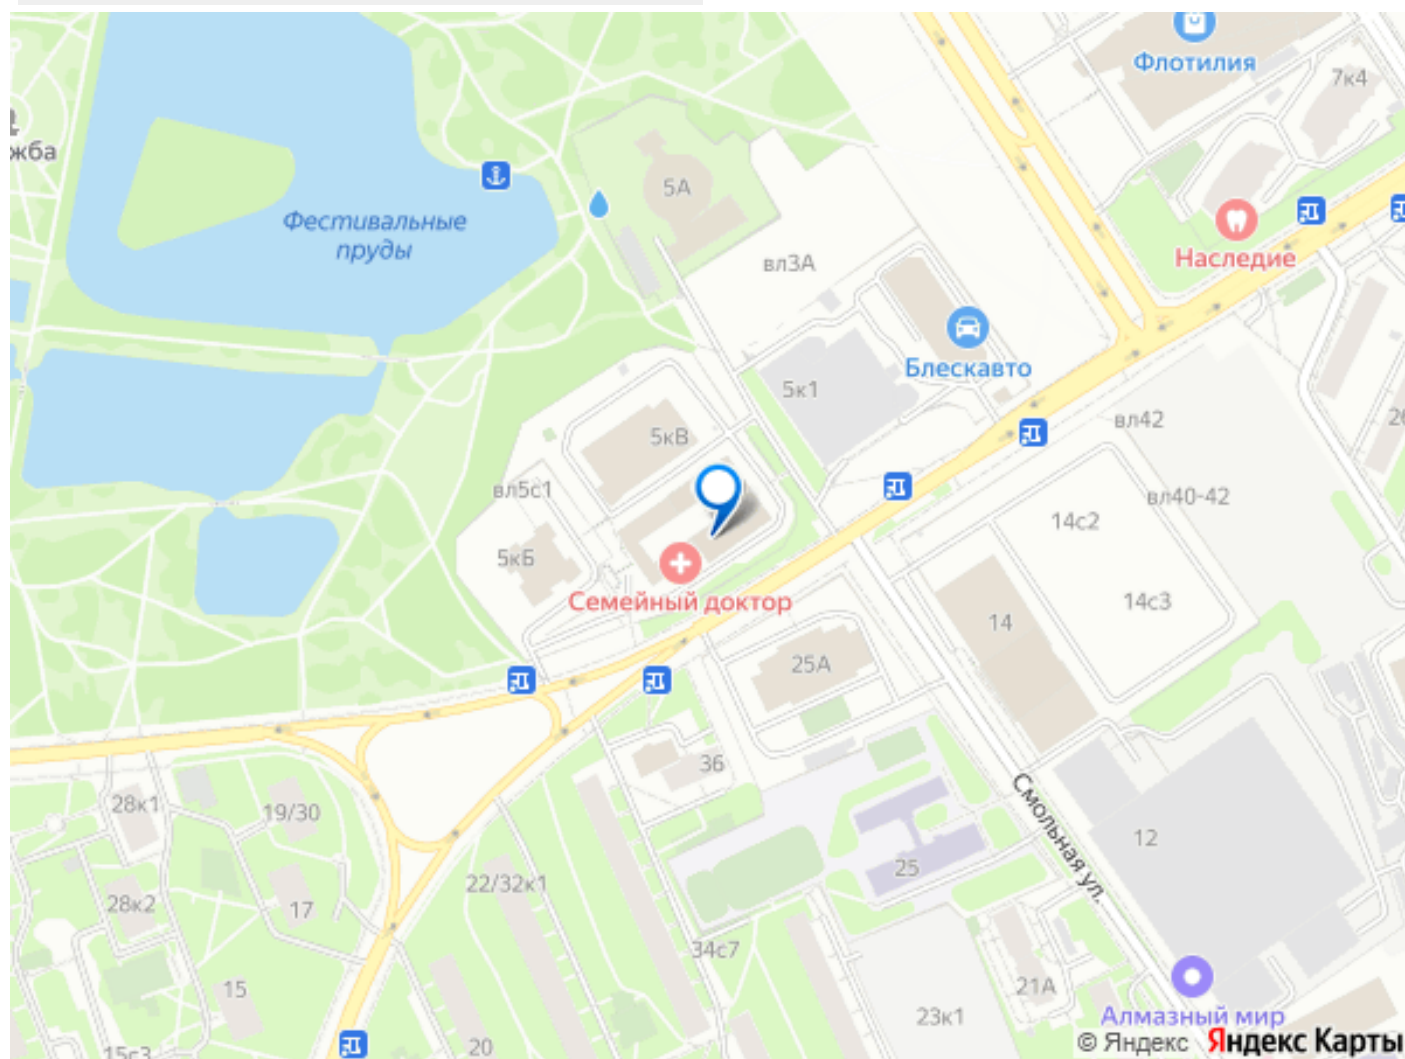 Флотилия
7к4
жба
5А
Фестивальные
пруды
Наследие
вл3А
Блескавто
5к1
вл42
26
5кВ
вл5с1
вл40-42
14с2
5кБ
Семейный доктор
14с3
14
25А
36
28к1
19/30
Смольная ул.
12
22/32к1
25
28к2
17
34с7
15
21А
23к1
Алмазный мир
15с3
20
© Яндекс Яндекс Карты